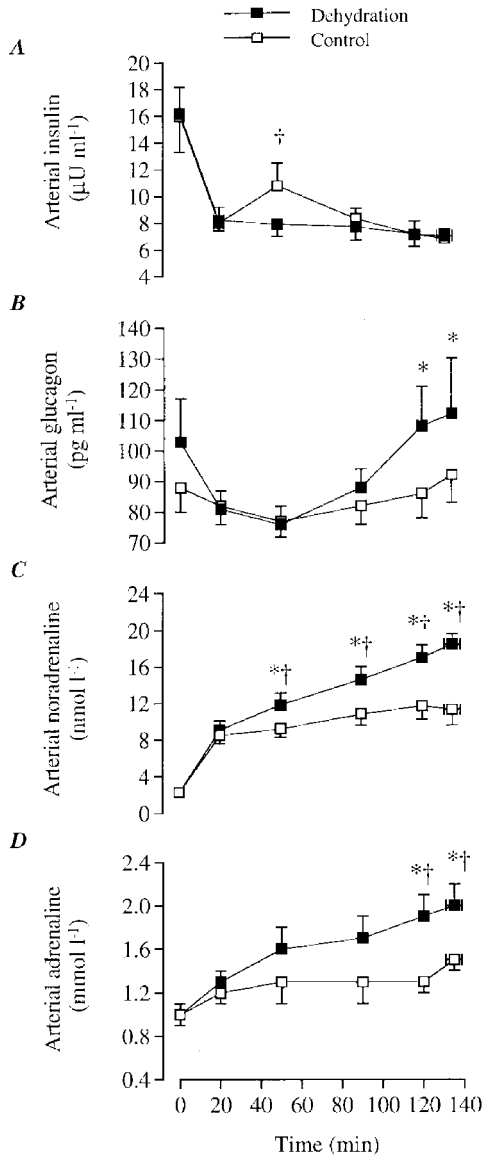 Dehydration
Control
A
Arterial insulin
(µU ml⁻¹)
18
16
14
12
10
8
6
4
†
B
Arterial glucagon
(pg ml⁻¹)
140
130
120
110
100
90
80
70
*
*
C
Arterial noradrenaline
(nmol l⁻¹)
24
20
16
12
8
4
0
*†
*†
*†
*†
D
Arterial adrenaline
(mmol l⁻¹)
2.4
2.0
1.6
1.2
0.8
0.4
*†
*†
0 20 40 60 80 100 120 140
Time (min)